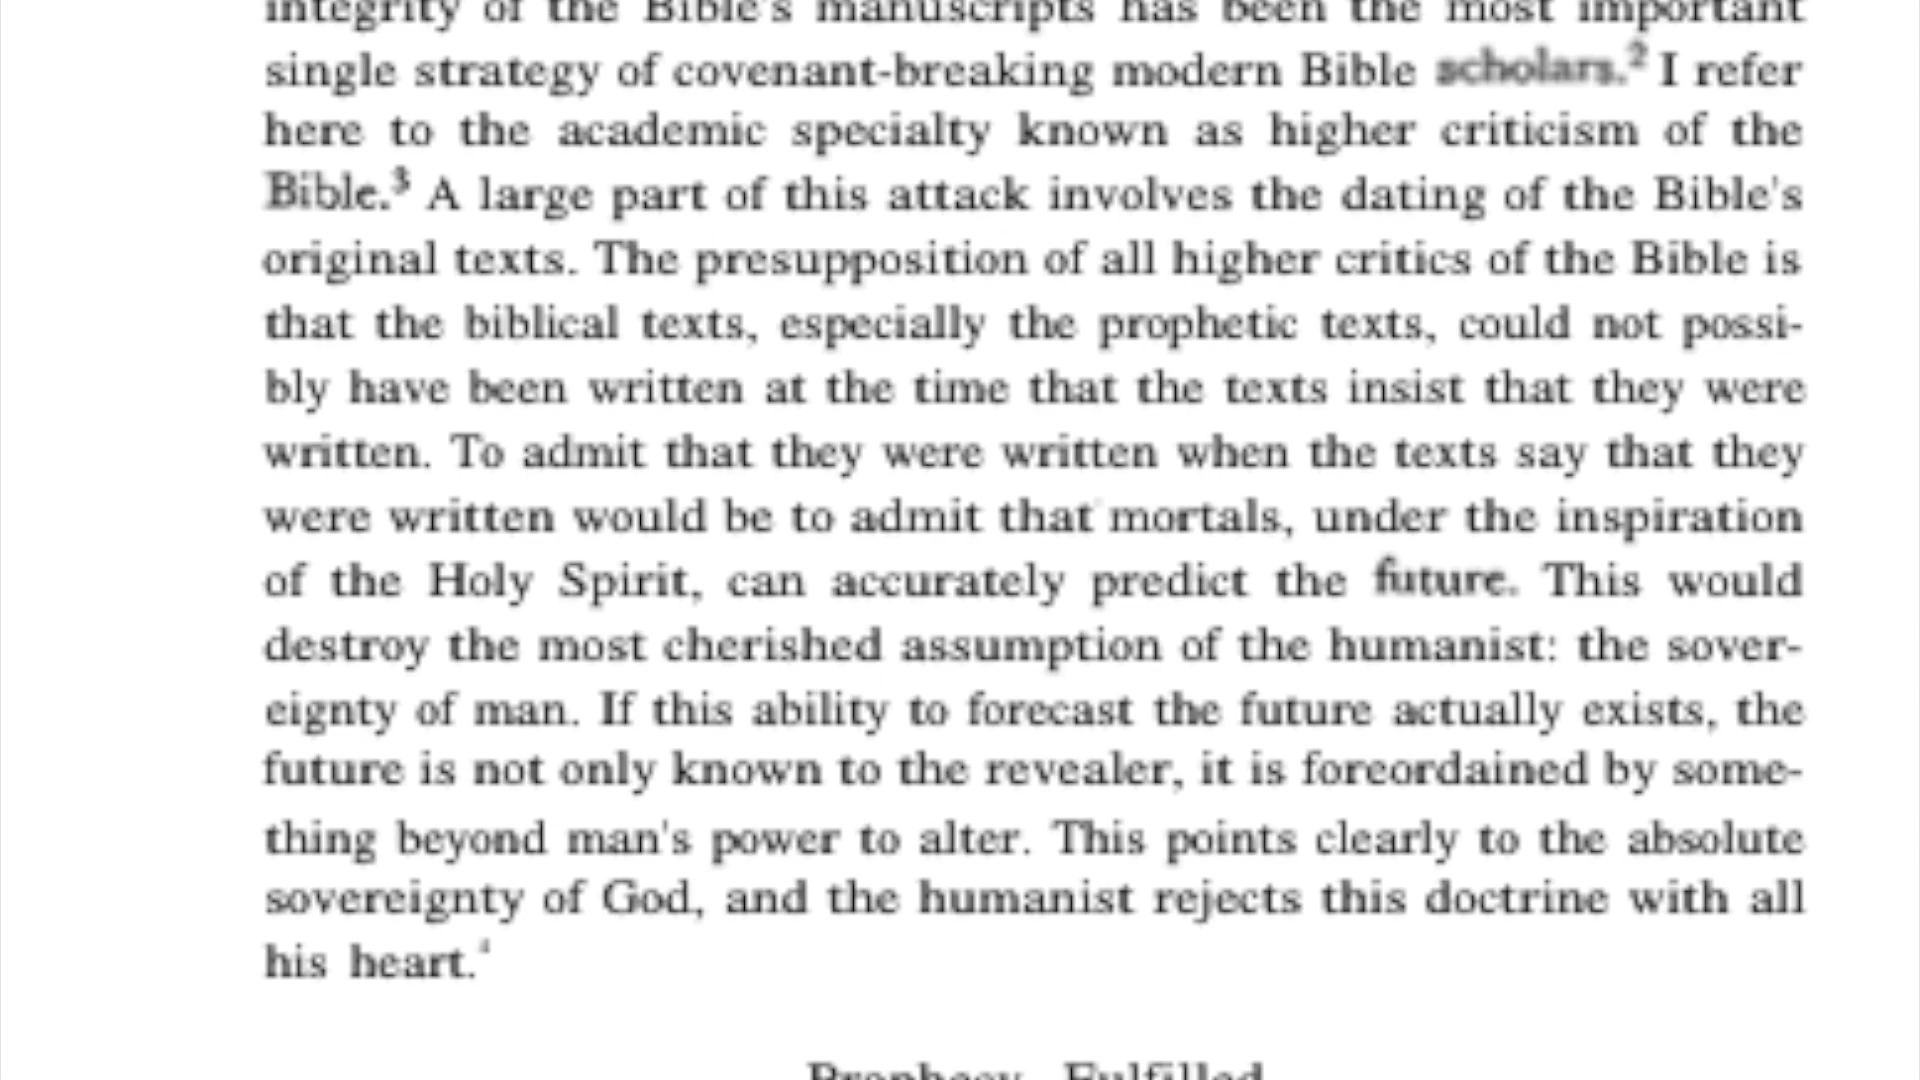 integrity of the Bible's manuscripts has been the most important
single strategy of covenant-breaking modern Bible scholars.² I refer
here to the academic specialty known as higher criticism of the
Bible.³ A large part of this attack involves the dating of the Bible's
original texts. The presupposition of all higher critics of the Bible is
that the biblical texts, especially the prophetic texts, could not possi-
bly have been written at the time that the texts insist that they were
written. To admit that they were written when the texts say that they
were written would be to admit that mortals, under the inspiration
of the Holy Spirit, can accurately predict the future. This would
destroy the most cherished assumption of the humanist: the sover-
eignty of man. If this ability to forecast the future actually exists, the
future is not only known to the revealer, it is foreordained by some-
thing beyond man's power to alter. This points clearly to the absolute
sovereignty of God, and the humanist rejects this doctrine with all
his heart.⁴
Prophecy Fulfilled